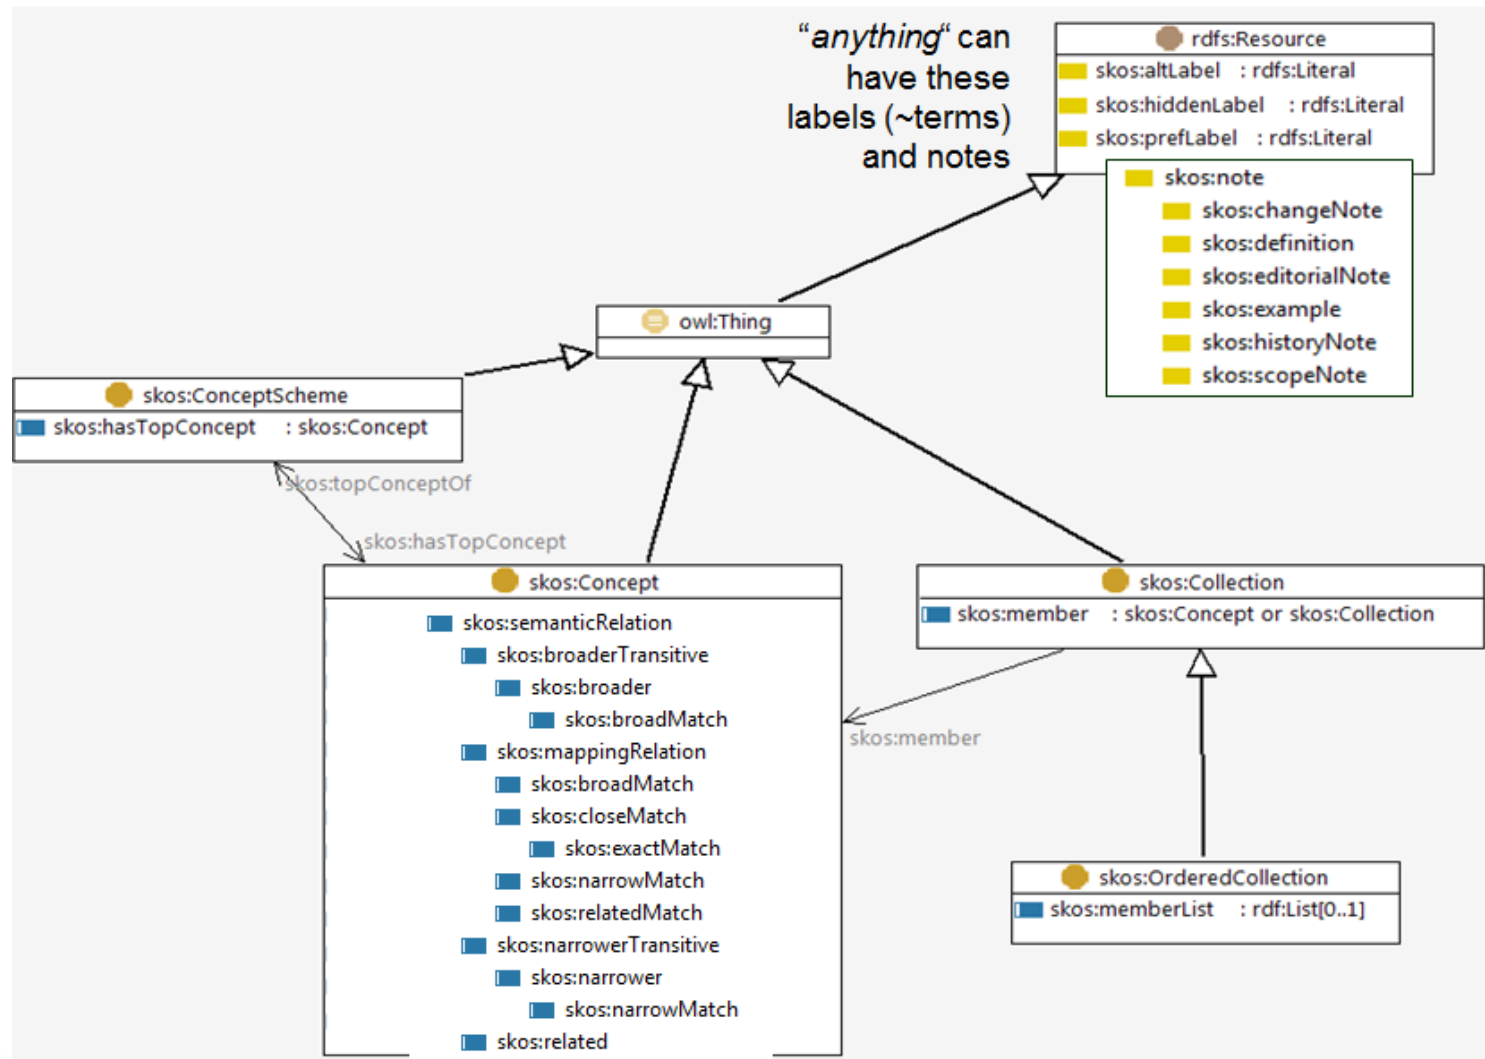 “anything“ can
have these
labels (~terms)
and notes
rdfs:Resource
skos:altLabel : rdfs:Literal
skos:hiddenLabel : rdfs:Literal
skos:prefLabel : rdfs:Literal
skos:note
skos:changeNote
skos:definition
skos:editorialNote
skos:example
skos:historyNote
skos:scopeNote
owl:Thing
skos:ConceptScheme
skos:hasTopConcept : skos:Concept
skos:topConceptOf
skos:hasTopConcept
skos:Concept
skos:semanticRelation
skos:broaderTransitive
skos:broader
skos:broadMatch
skos:mappingRelation
skos:broadMatch
skos:closeMatch
skos:exactMatch
skos:narrowMatch
skos:relatedMatch
skos:narrowerTransitive
skos:narrower
skos:narrowMatch
skos:related
skos:Collection
skos:member : skos:Concept or skos:Collection
skos:member
skos:OrderedCollection
skos:memberList : rdf:List[0..1]